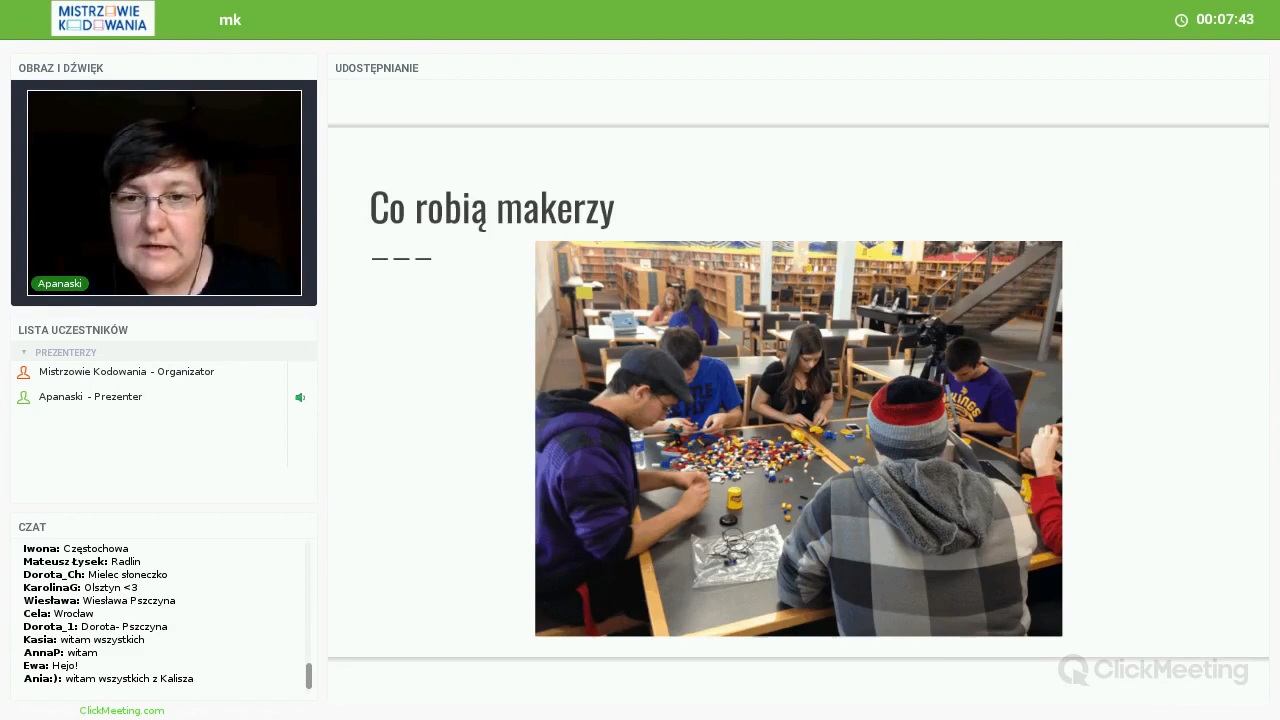 MISTRZOWIE
KODOWANIA
mk
00:07:43
OBRAZ I DŹWIĘK
Apanaski
LISTA UCZESTNIKÓW
PREZENTERZY
Mistrzowie Kodowania - Organizator
Apanaski - Prezenter
CZAT
Iwona: Częstochowa
Mateusz Łysek: Radlin
Dorota_Ch: Mielec słoneczko
KarolinaG: Olsztyn <3
Wiesława: Wiesława Pszczyna
Cela: Wrocław
Dorota_1: Dorota- Pszczyna
Kasia: witam wszystkich
AnnaP: witam
Ewa: Hejo!
Ania:): witam wszystkich z Kalisza
ClickMeeting.com
UDOSTĘPNIANIE
Co robią makerzy
ClickMeeting